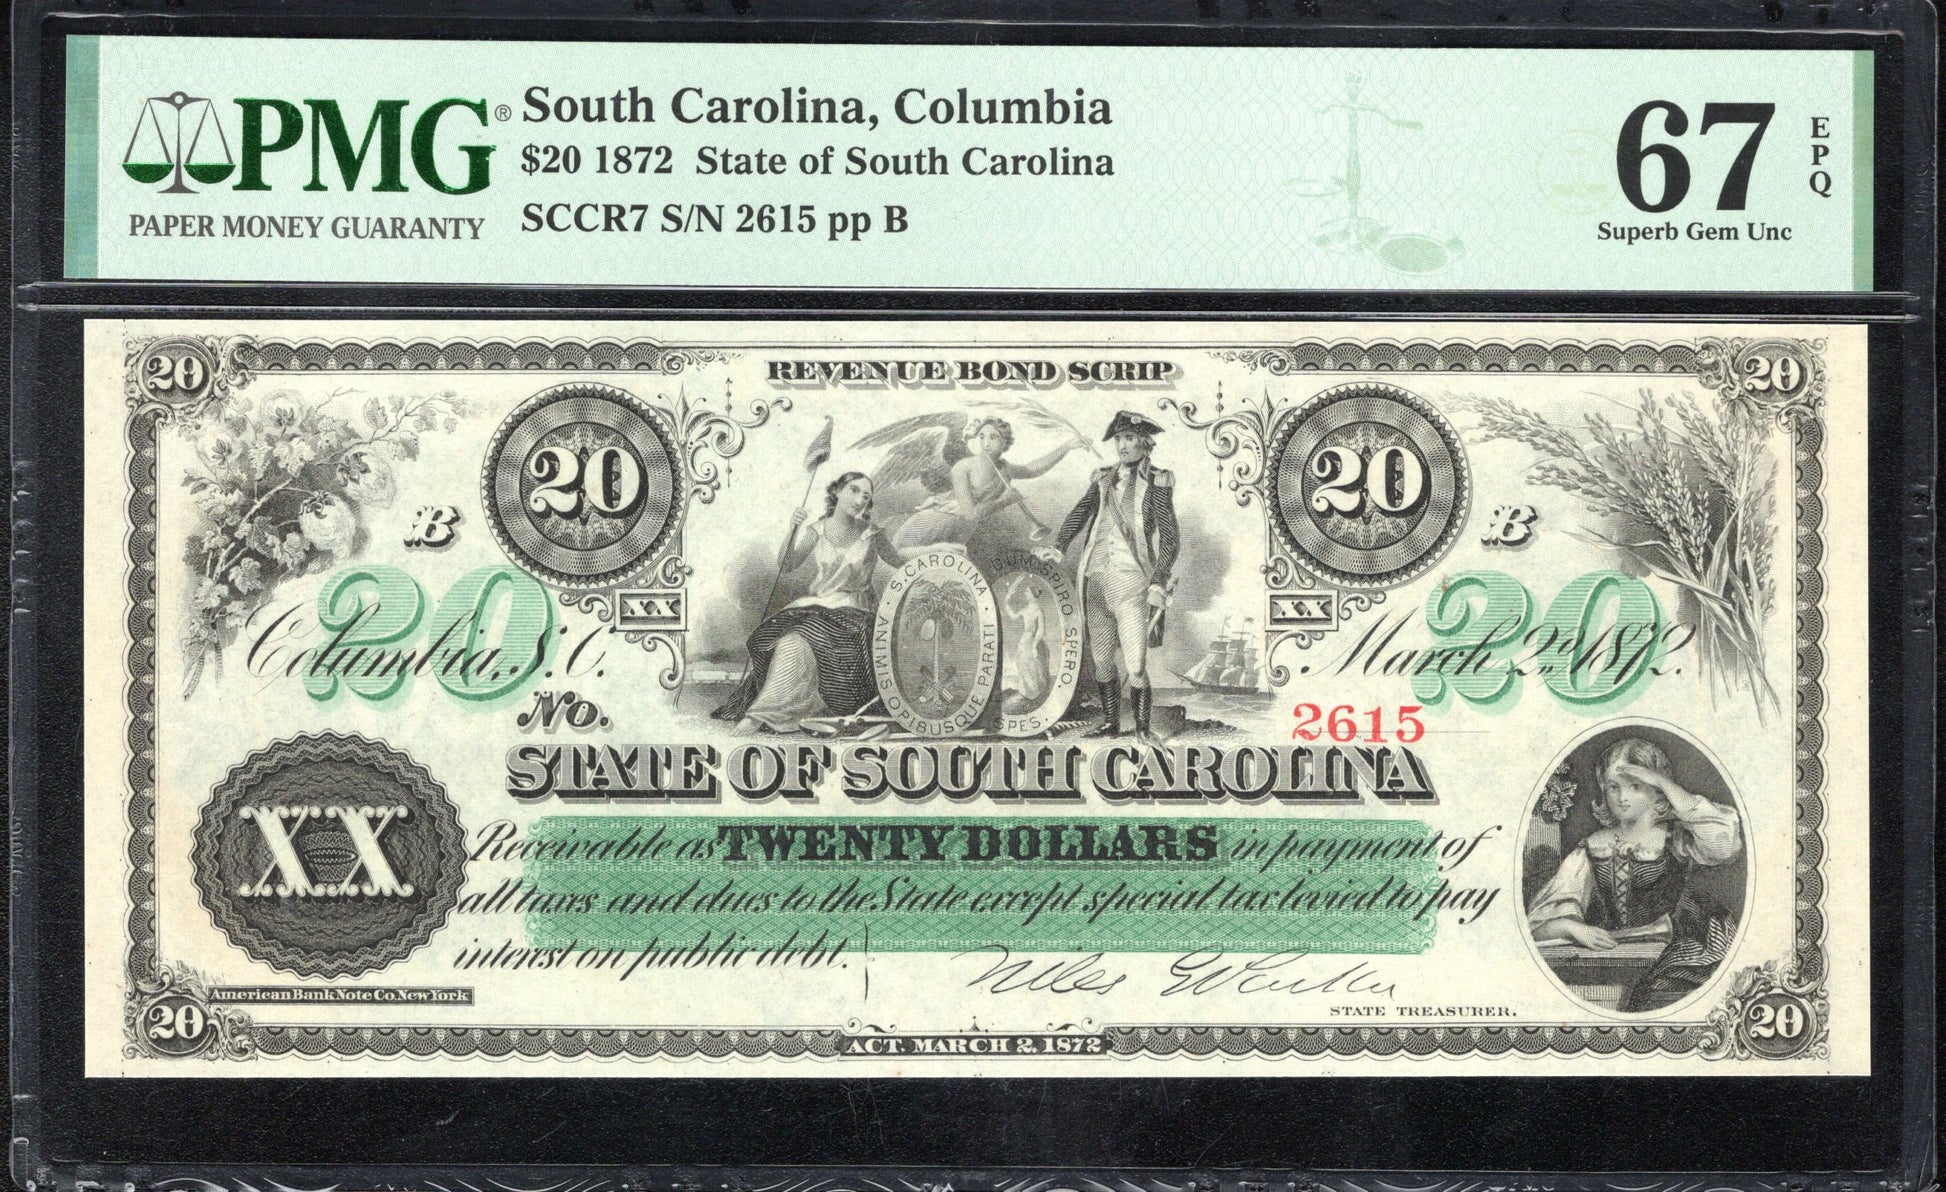 PMG®
PAPER MONEY GUARANTY
South Carolina, Columbia
$20 1872 State of South Carolina
SCCR7 S/N 2615 pp B
67
EPQ
Superb Gem Unc
20
REVENUE BOND SCRIP
20
20
20
B
B
XX
XX
20
20
S. CAROLINA · ANIMIS OPIBUSQUE PARATI ·
DUM SPIRO SPERO. SPES.
Columbia, S.C.
March 2nd 1872.
No.
2615
STATE OF SOUTH CAROLINA
XX
Receivable as TWENTY DOLLARS in payment of
all taxes and dues to the State except special tax levied to pay
interest on public debt.
Niles G Parker
STATE TREASURER.
American Bank Note Co. New York
20
ACT. MARCH 2, 1872
20